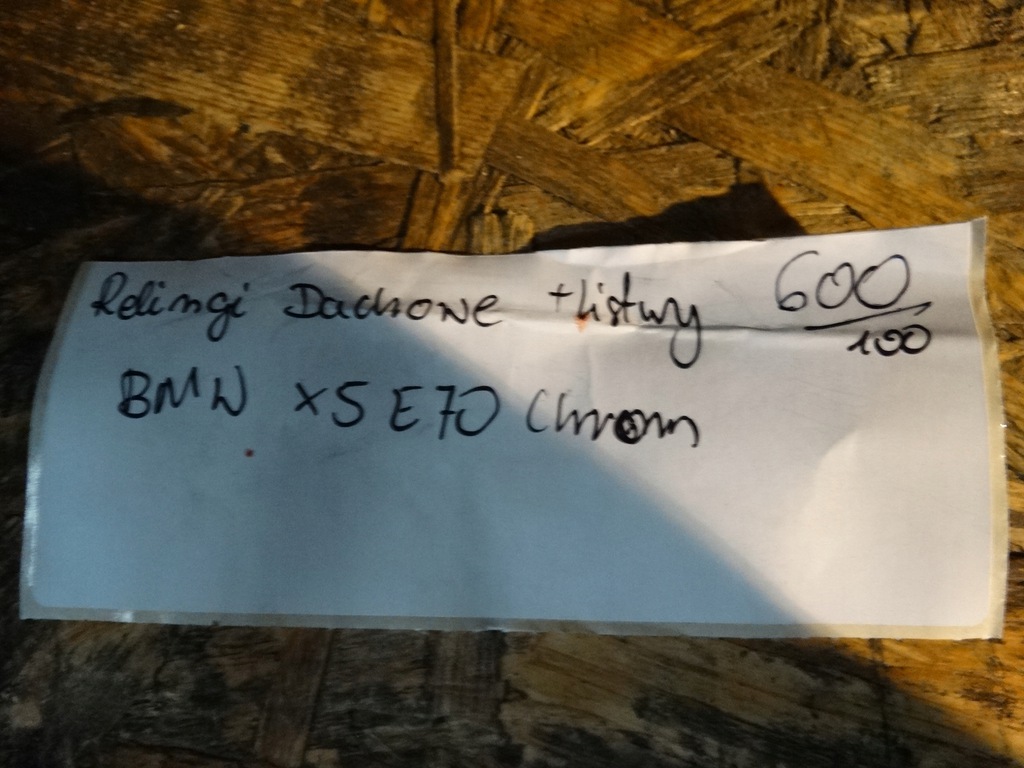 Relingi Dachowe +listwy 600
100
BMW X5 E70 Chrom